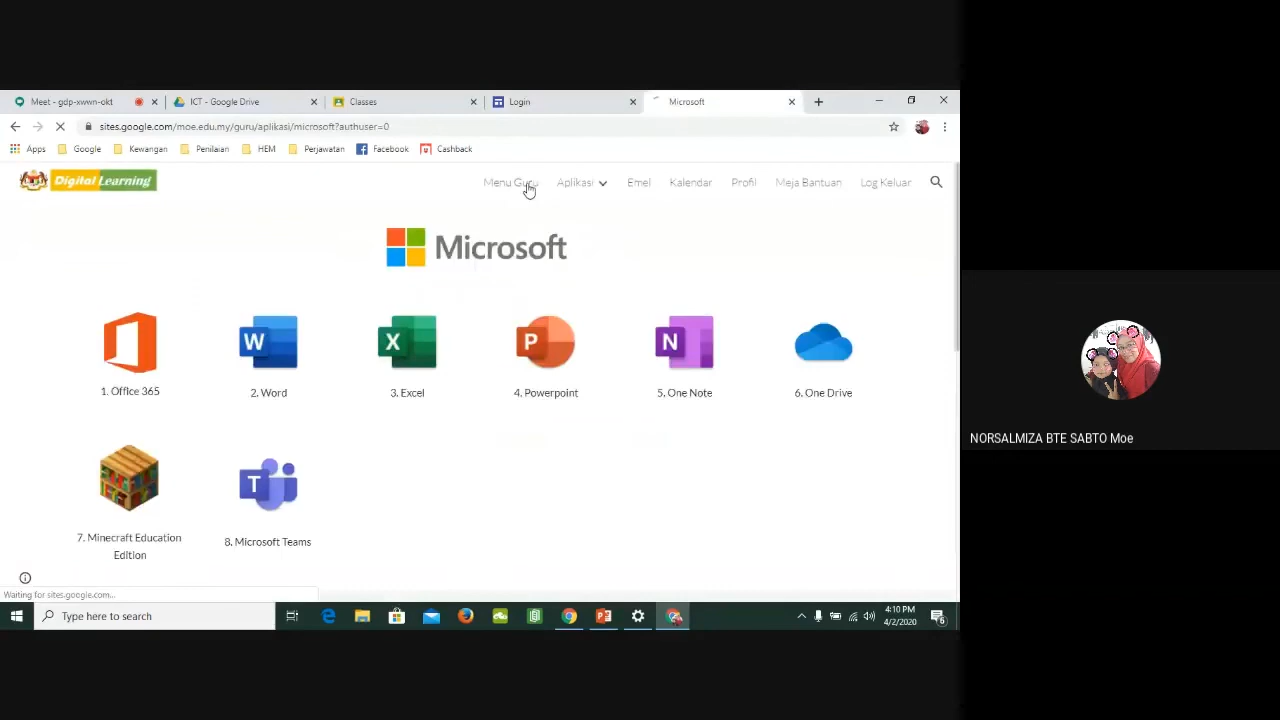 Meet - gdp-xwwn-okt
ICT - Google Drive
Classes
Login
Microsoft
sites.google.com/moe.edu.my/guru/aplikasi/microsoft?authuser=0
Apps
Google
Kewangan
Penilaian
HEM
Perjawatan
Facebook
Cashback
Digital Learning
Menu Guru
Aplikasi
Emel
Kalendar
Profil
Meja Bantuan
Log Keluar
Microsoft
1. Office 365
2. Word
3. Excel
4. Powerpoint
5. One Note
6. One Drive
7. Minecraft Education
Edition
8. Microsoft Teams
NORSALMIZA BTE SABTO Moe
Waiting for sites.google.com...
Type here to search
4:10 PM
4/2/2020
6